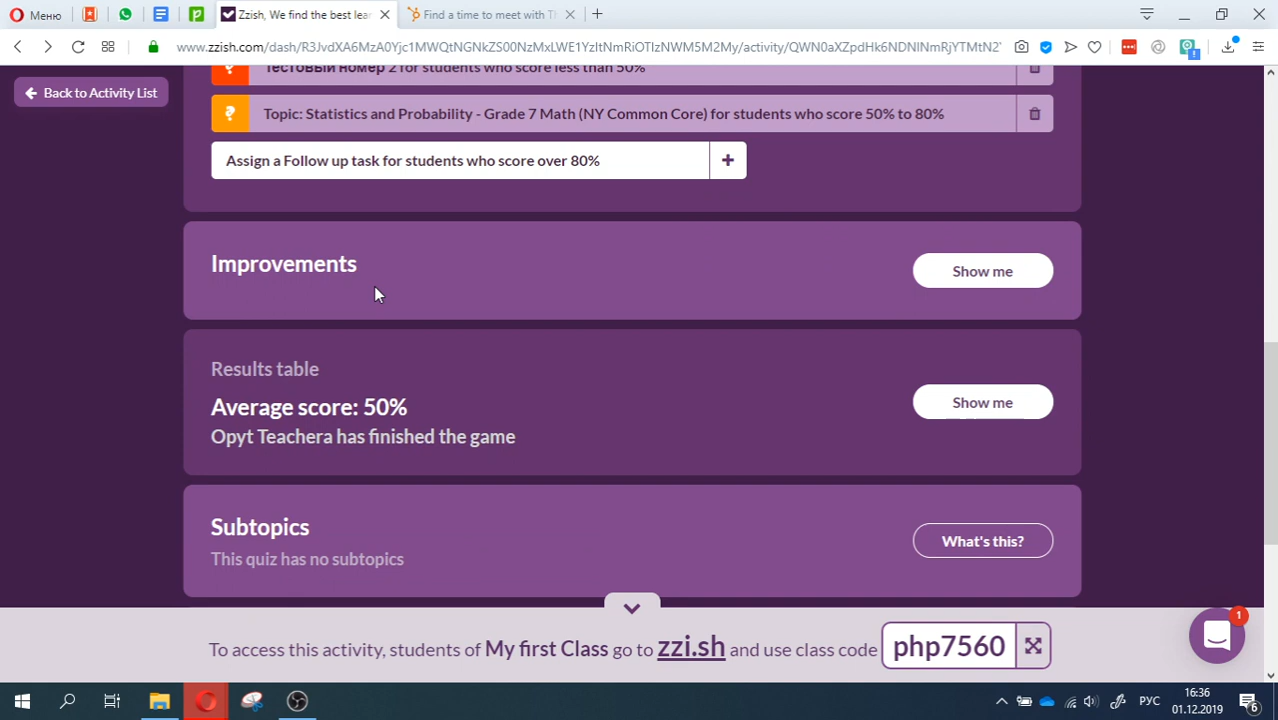 Меню
Zzish, We find the best lear
Find a time to meet with Th
www.zzish.com/dash/R3JvdXA6MzA0Yjc1MWQtNGNkZS00NzMxLWE1YzItNmRiOTIzNWM5M2My/activity/QWN0aXZpdHk6NDNlNmRjYTMtN2Y
Back to Activity List
Тестовый номер 2 for students who score less than 50%
Topic: Statistics and Probability - Grade 7 Math (NY Common Core) for students who score 50% to 80%
Assign a Follow up task for students who score over 80%
Improvements
Show me
Results table
Average score: 50%
Show me
Opyt Teachera has finished the game
Subtopics
What's this?
This quiz has no subtopics
To access this activity, students of My first Class go to zzi.sh and use class code php7560
1
РУС
16:36
01.12.2019
6